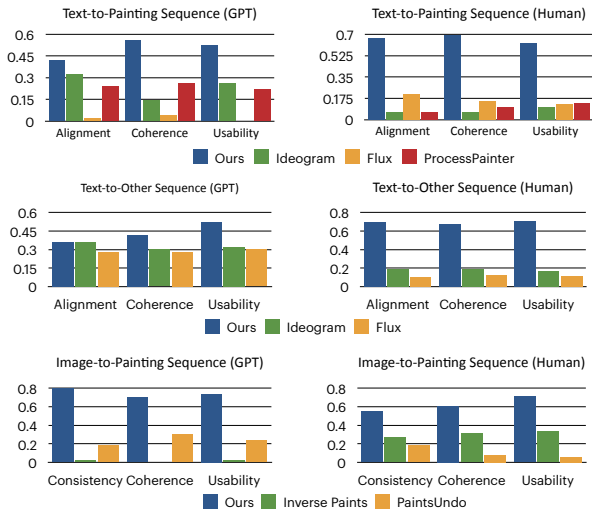 Text-to-Painting Sequence (GPT)
0.6
0.45
0.3
0.15
0
Alignment Coherence Usability
Text-to-Painting Sequence (Human)
0.7
0.525
0.35
0.175
0
Alignment Coherence Usability
Ours Ideogram Flux ProcessPainter
Text-to-Other Sequence (GPT)
0.6
0.45
0.3
0.15
0
Alignment Coherence Usability
Text-to-Other Sequence (Human)
0.8
0.6
0.4
0.2
0
Alignment Coherence Usability
Ours Ideogram Flux
Image-to-Painting Sequence (GPT)
0.8
0.6
0.4
0.2
0
Consistency Coherence Usability
Image-to-Painting Sequence (Human)
0.8
0.6
0.4
0.2
0
Consistency Coherence Usability
Ours Inverse Paints PaintsUndo